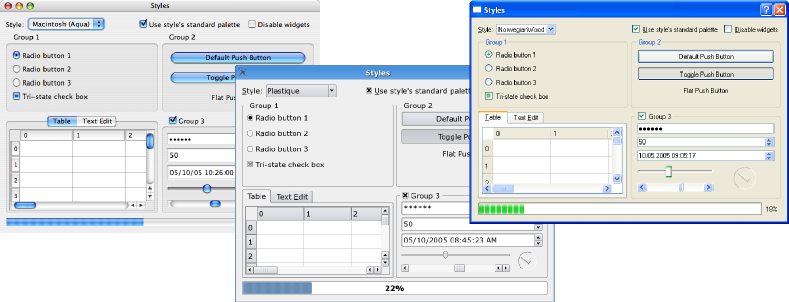 Styles
Style: Macintosh (Aqua) Use style's standard palette Disable widgets
Group 1 Group 2
Radio button 1 Default Push Button
Radio button 2
Radio button 3 Toggle Pu
Tri-state check box Flat Pus
Table Text Edit Group 3
0 1 2
0 ••••••
1 50
2 05/10/05 10:26:00
3
Styles
Style: Plastique Use style's standard palette
Group 1 Group 2
Radio button 1 Default P
Radio button 2 Toggle Pu
Radio button 3 Flat Pus
Tri-state check box
Table Text Edit Group 3
0 1 2 ******
0 50
1 05/10/2005 08:45:23 AM
2
22%
Styles
Style: NorwegianWood Use style's standard palette Disable widgets
Group 1 Group 2
Radio button 1 Default Push Button
Radio button 2 Toggle Push Button
Radio button 3 Flat Push Button
Tri-state check box
Table Text Edit Group 3
0 1 ••••••
0 50
1 10.05.2005 09:05:17
2
18%